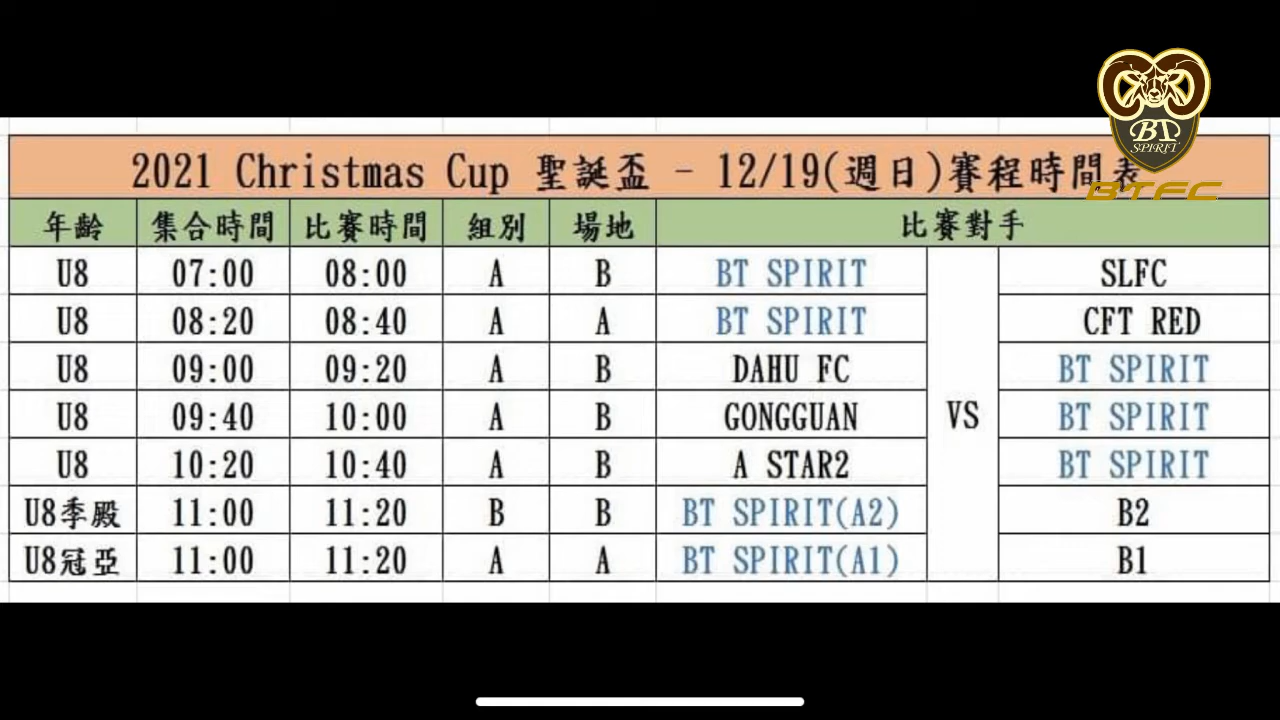 BT
SPIRIT
BTFC
2021 Christmas Cup 聖誕盃 - 12/19(週日)賽程時間表
年齡 集合時間 比賽時間 組別 場地 比賽對手
U8 07:00 08:00 A B BT SPIRIT SLFC
U8 08:20 08:40 A A BT SPIRIT CFT RED
U8 09:00 09:20 A B DAHU FC BT SPIRIT
U8 09:40 10:00 A B GONGGUAN VS BT SPIRIT
U8 10:20 10:40 A B A STAR2 BT SPIRIT
U8季殿 11:00 11:20 B B BT SPIRIT(A2) B2
U8冠亞 11:00 11:20 A A BT SPIRIT(A1) B1